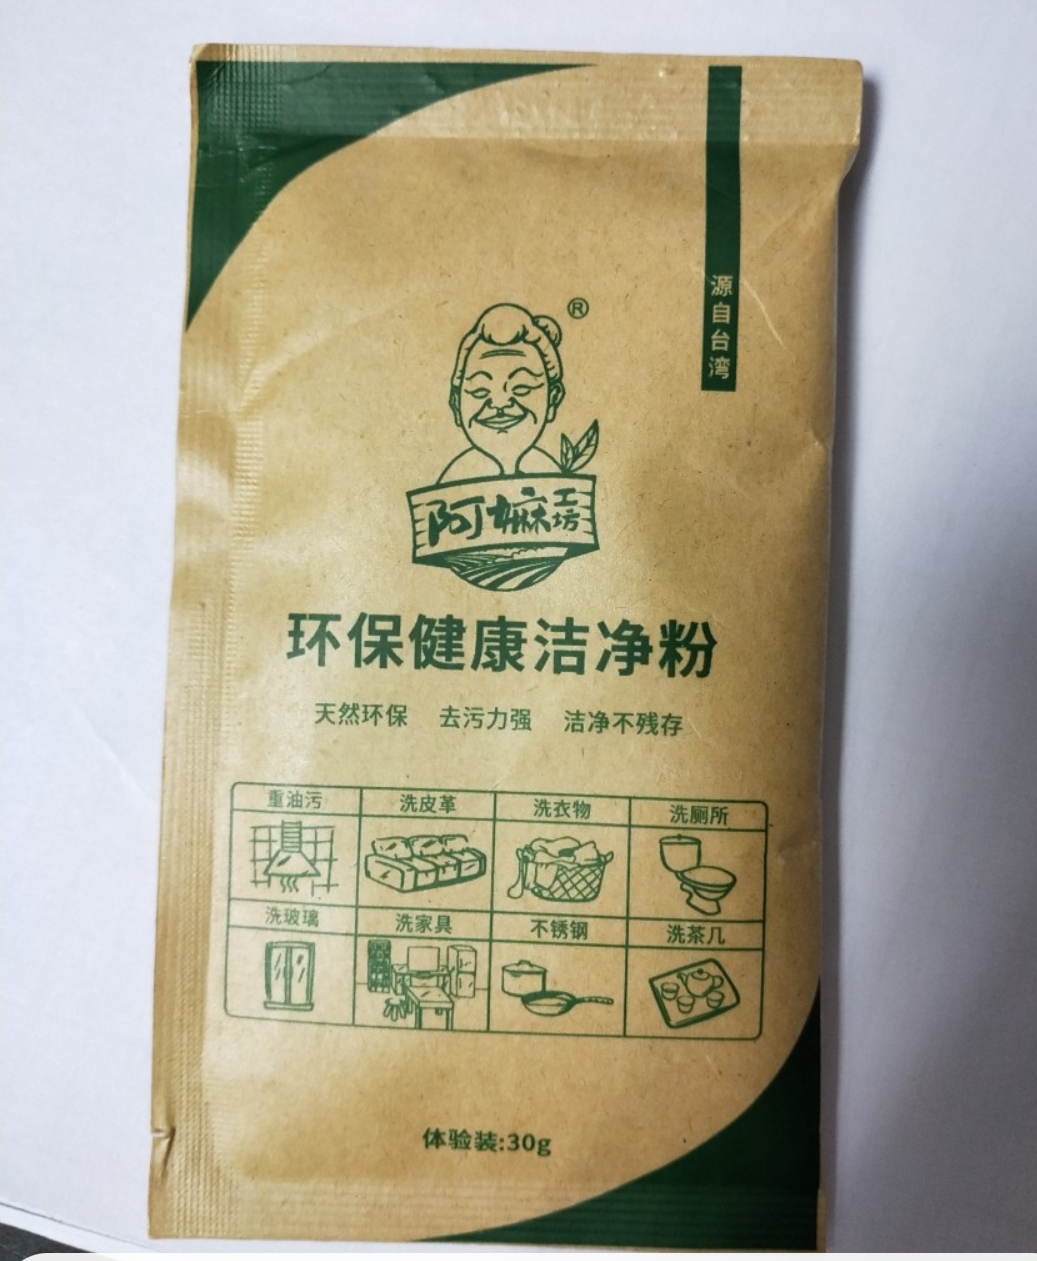 源自台湾
®
阿嫲工坊
环保健康洁净粉
天然环保 去污力强 洁净不残存
重油污 洗皮革 洗衣物 洗厕所
洗玻璃 洗家具 不锈钢 洗茶几
体验装:30g